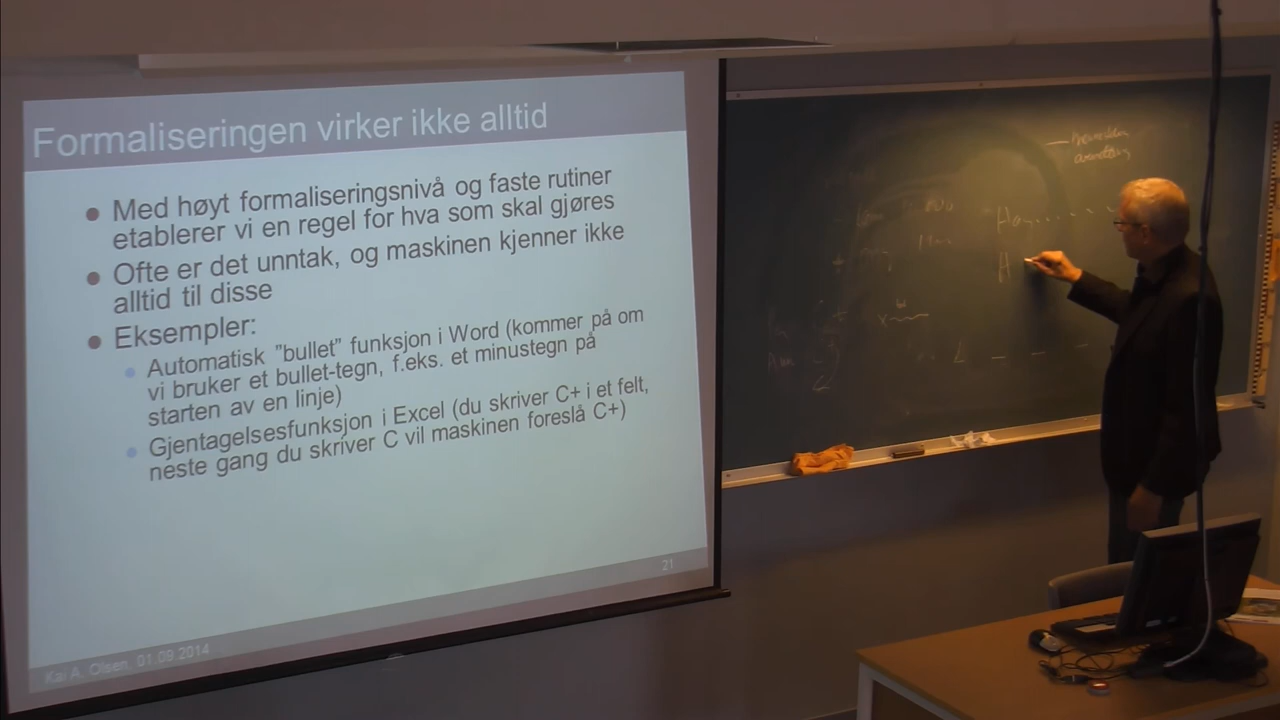 Formaliseringen virker ikke alltid
Med høyt formaliseringsnivå og faste rutiner
etablerer vi en regel for hva som skal gjøres
Ofte er det unntak, og maskinen kjenner ikke
alltid til disse
Eksempler:
Automatisk ”bullet” funksjon i Word (kommer på om
vi bruker et bullet-tegn, f.eks. et minustegn på
starten av en linje)
Gjentagelsesfunksjon i Excel (du skriver C+ i et felt,
neste gang du skriver C vil maskinen foreslå C+)
21
Kai A. Olsen, 01.09.2014